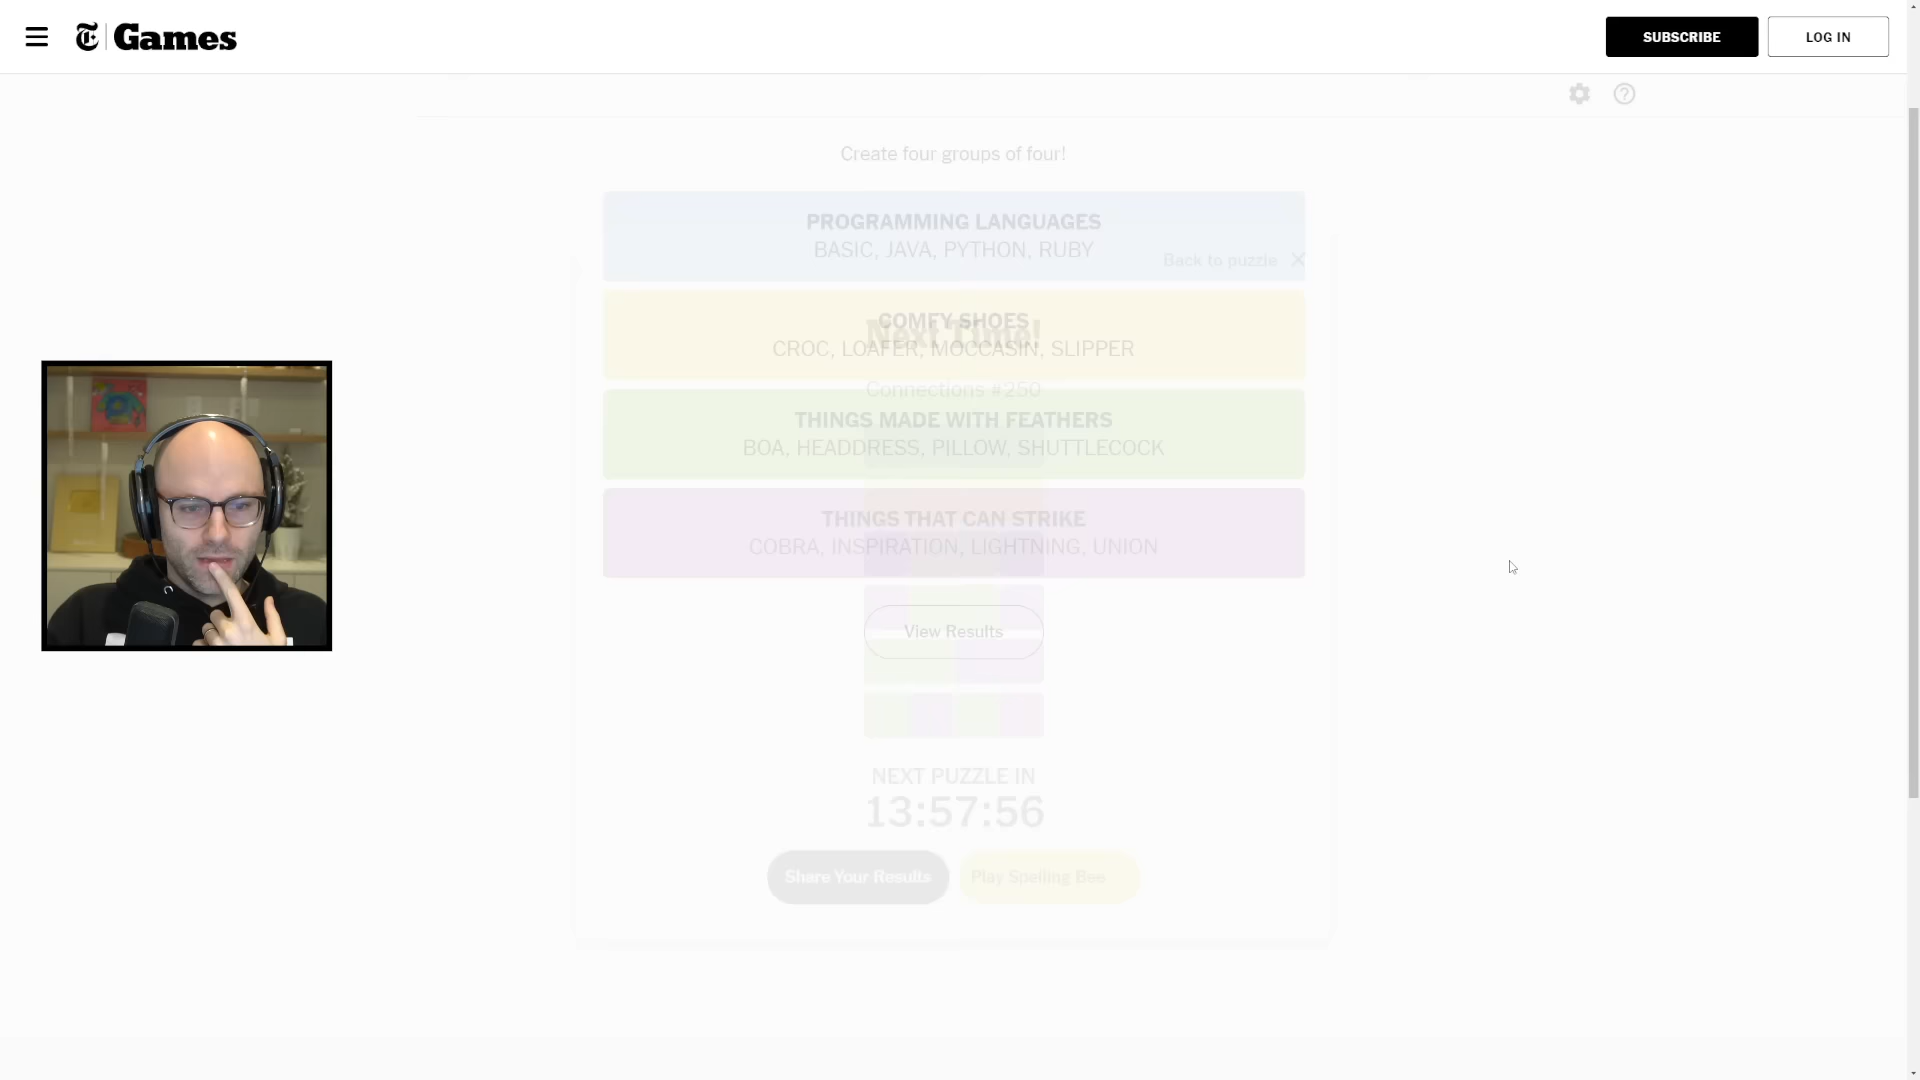 T Games
SUBSCRIBE
LOG IN
Create four groups of four!
PROGRAMMING LANGUAGES
BASIC, JAVA, PYTHON, RUBY
Back to puzzle
COMFY SHOES
Next Time!
CROC, LOAFER, MOCCASIN, SLIPPER
Connections #250
THINGS MADE WITH FEATHERS
BOA, HEADDRESS, PILLOW, SHUTTLECOCK
THINGS THAT CAN STRIKE
COBRA, INSPIRATION, LIGHTNING, UNION
View Results
NEXT PUZZLE IN
13:57:56
Share Your Results
Play Spelling Bee